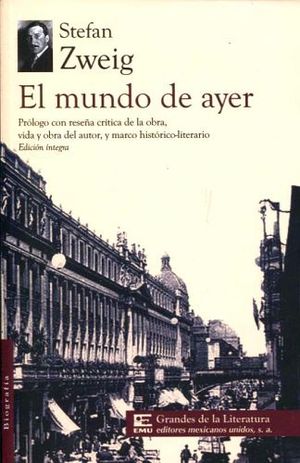 Stefan
Zweig
El mundo de ayer
Prólogo con reseña crítica de la obra,
vida y obra del autor, y marco histórico-literario
Edición íntegra
Biografía
EMU
Grandes de la Literatura
editores mexicanos unidos, s. a.